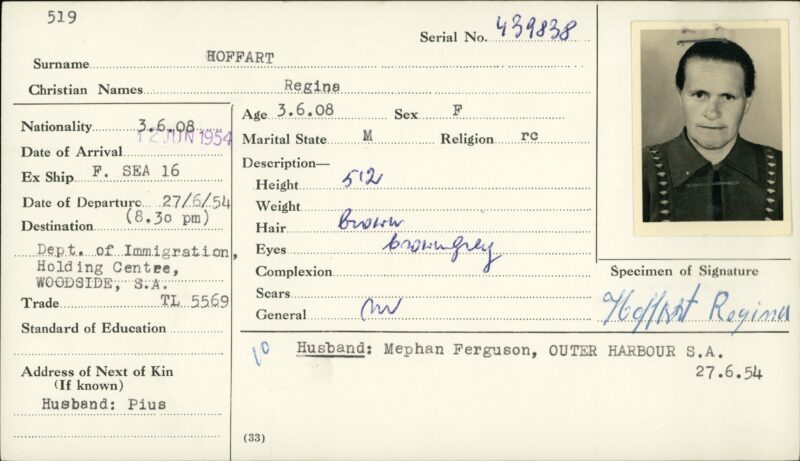 519
Serial No. 439838
Surname HOFFART
Christian Names Regina
Nationality 3.6.08
12 JUN 1954
Date of Arrival
Ex Ship F. SEA 16
Date of Departure 27/6/54
(8.30 pm)
Destination
Dept. of Immigration,
Holding Centre,
WOODSIDE, S.A.
Trade TL 5569
Standard of Education
Address of Next of Kin
(If known)
Husband: Pius
Age 3.6.08 Sex F
Marital State M Religion rc
Description—
Height 5'2
Weight
Hair brown
Eyes browngrey
Complexion
Scars
General
10 Husband: Mephan Ferguson, OUTER HARBOUR S.A.
27.6.54
(33)
Specimen of Signature
Hoffart Regina